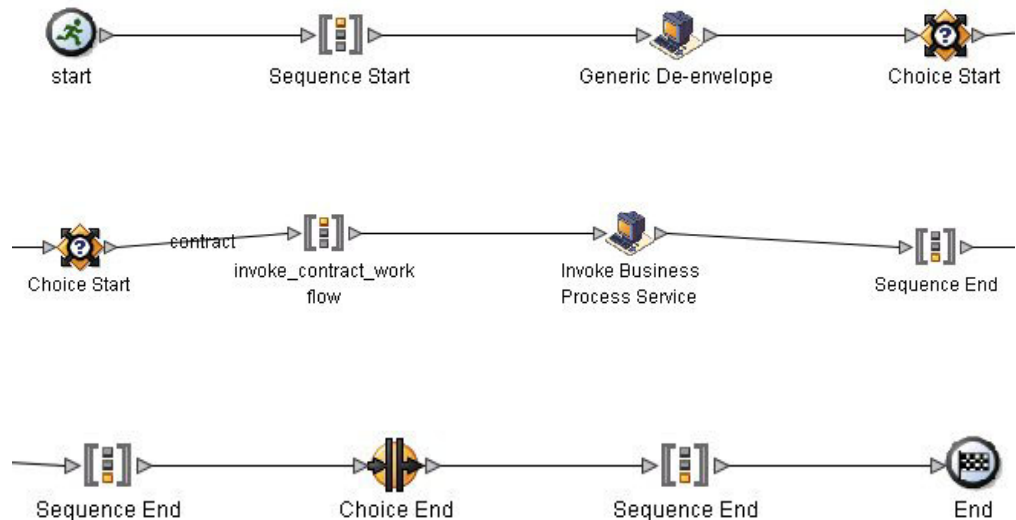 start
Sequence Start
Generic De-envelope
Choice Start
Choice Start
contract
invoke_contract_work
flow
Invoke Business
Process Service
Sequence End
Sequence End
Choice End
Sequence End
End